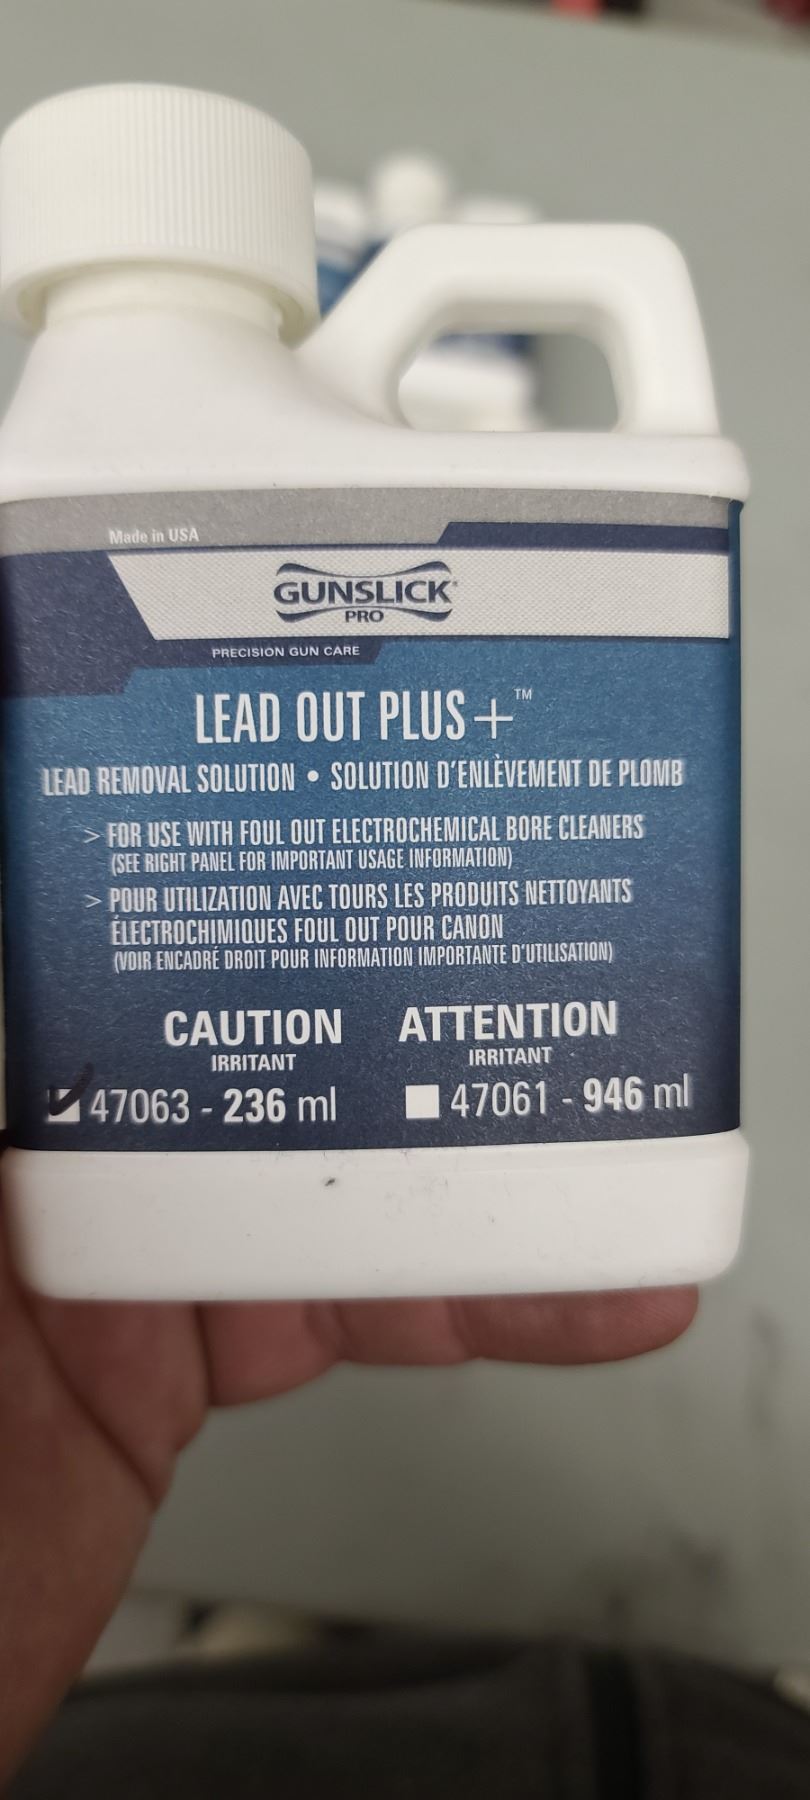 Made in USA
GUNSLICK®
PRO
PRECISION GUN CARE
LEAD OUT PLUS+™
LEAD REMOVAL SOLUTION • SOLUTION D'ENLÈVEMENT DE PLOMB
> FOR USE WITH FOUL OUT ELECTROCHEMICAL BORE CLEANERS
(SEE RIGHT PANEL FOR IMPORTANT USAGE INFORMATION)
> POUR UTILIZATION AVEC TOURS LES PRODUITS NETTOYANTS
ÉLECTROCHIMIQUES FOUL OUT POUR CANON
(VOIR ENCADRÉ DROIT POUR INFORMATION IMPORTANTE D'UTILISATION)
CAUTION ATTENTION
IRRITANT IRRITANT
47063 - 236 ml 47061 - 946 ml